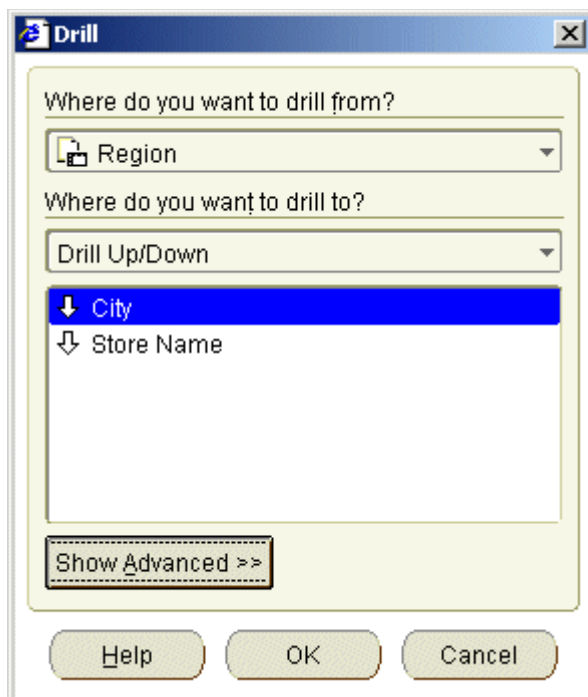 Drill
Where do you want to drill from?
Region
Where do you want to drill to?
Drill Up/Down
City
Store Name
Show Advanced >>
Help
OK
Cancel